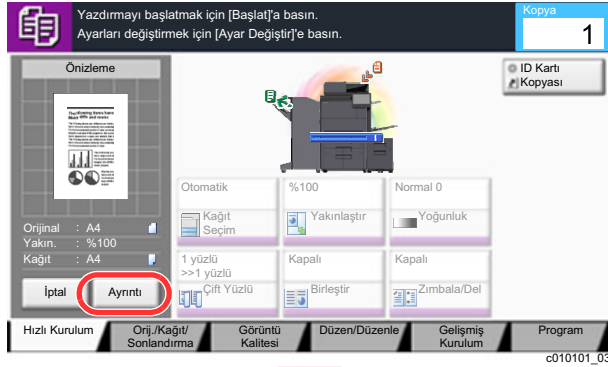 Yazdırmayı başlatmak için [Başlat]'a basın.
Ayarları değiştirmek için [Ayar Değiştir]'e basın.
Kopya
1
Önizleme
ID Kartı
Kopyası
Orijinal : A4
Yakın. : %100
Kağıt : A4
İptal
Ayrıntı
Otomatik
Kağıt
Seçim
%100
Yakınlaştır
Normal 0
Yoğunluk
1 yüzlü
>>1 yüzlü
Çift Yüzlü
Kapalı
Birleştir
Kapalı
Zımbala/Del
Hızlı Kurulum
Orij./Kağıt/
Sonlandırma
Görüntü
Kalitesi
Düzen/Düzenle
Gelişmiş
Kurulum
Program
c010101_03